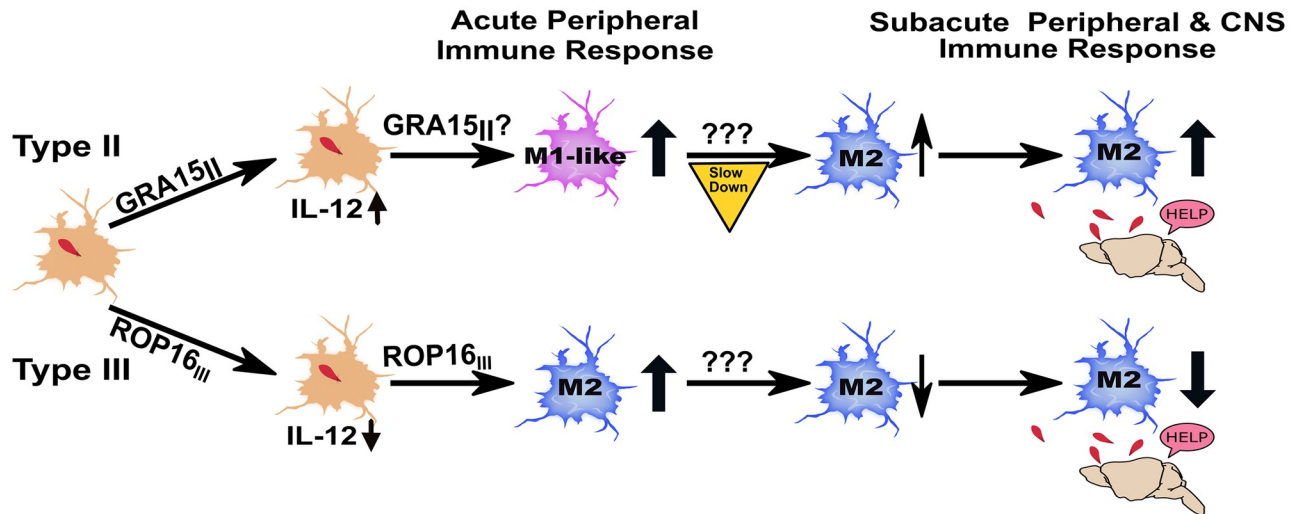 Acute Peripheral
Immune Response
Subacute Peripheral & CNS
Immune Response
Type II
GRA15II
IL-12
GRA15II?
M1-like
???
Slow
Down
M2
M2
HELP
Type III
ROP16III
IL-12
ROP16III
M2
???
M2
M2
HELP